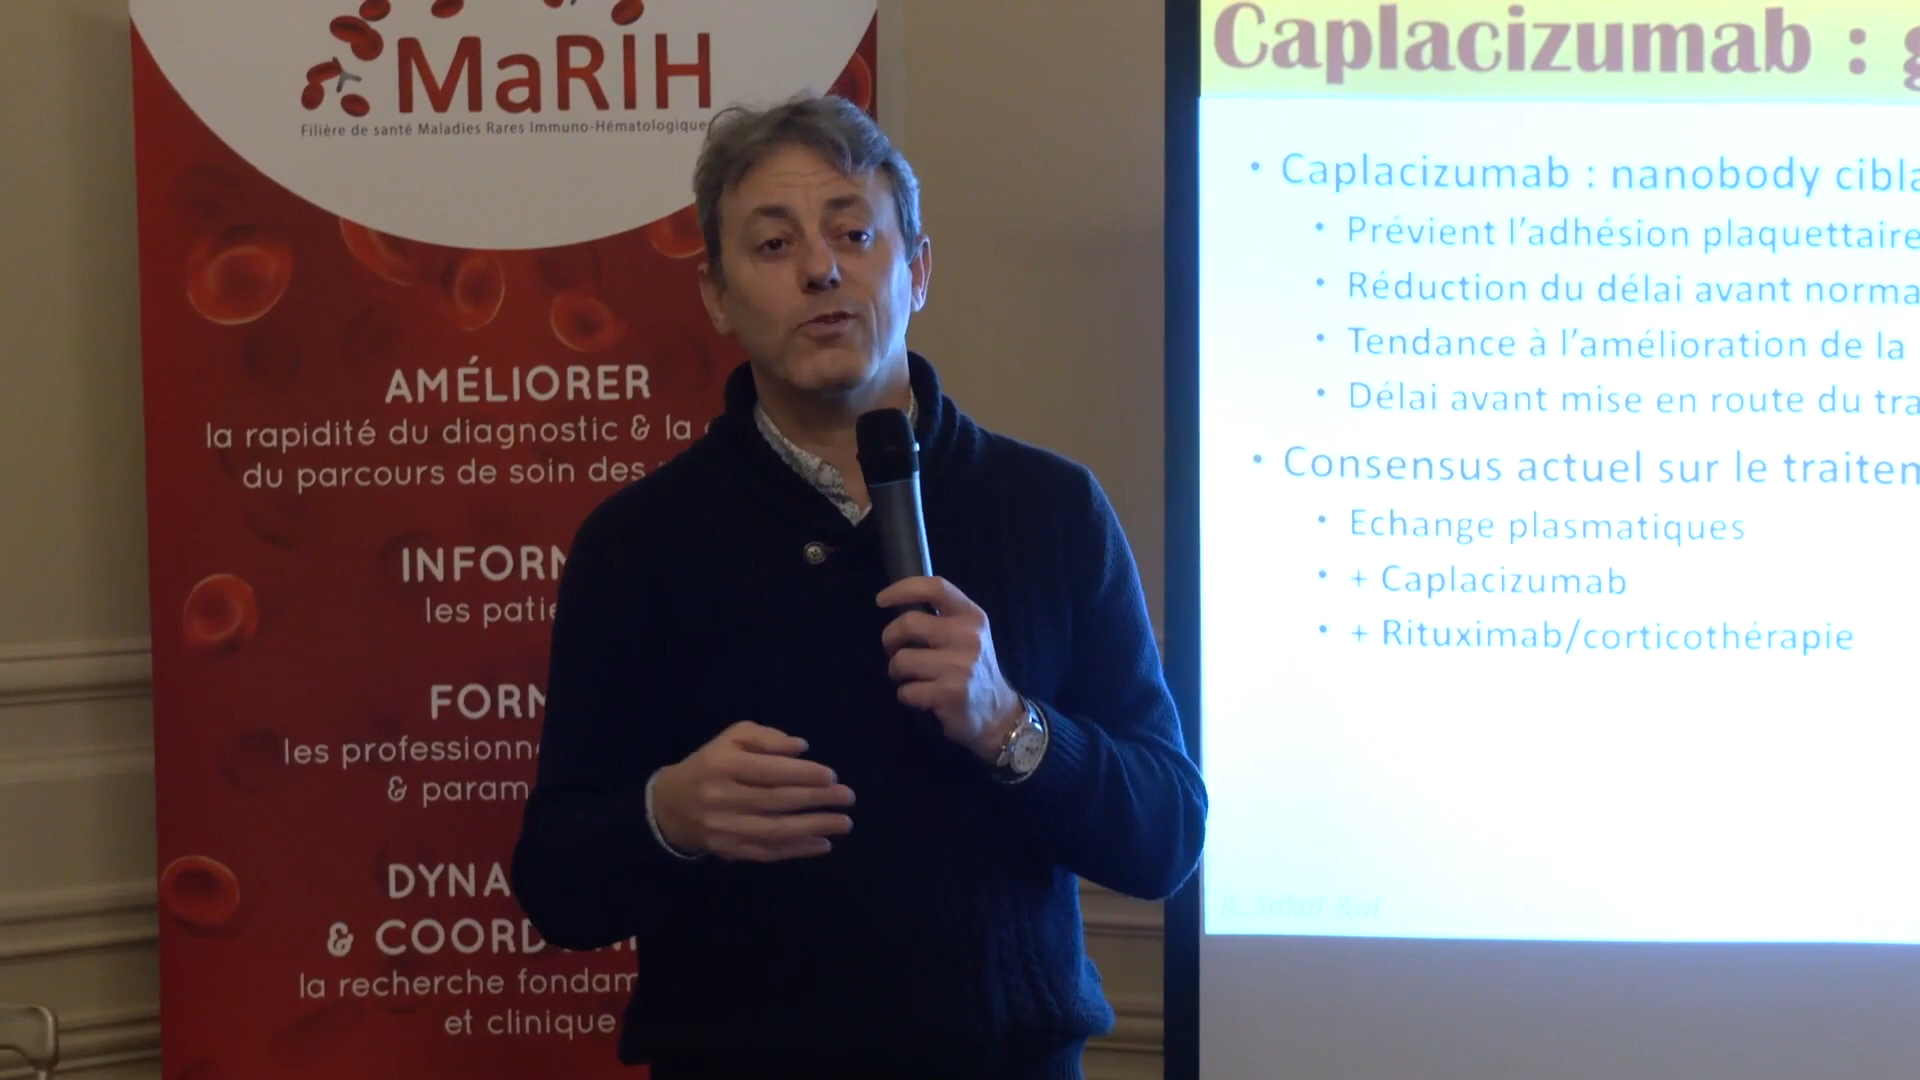 MaRIH
Filière de santé Maladies Rares Immuno-Hématologiques
AMÉLIORER
la rapidité du diagnostic & la
du parcours de soin des
INFORM
les patie
FORM
les professionn
& param
DYNA
& COORD
la recherche fondam
et clinique
Caplacizumab : g
• Caplacizumab : nanobody cibla
• Prévient l'adhésion plaquettaire
• Réduction du délai avant norma
• Tendance à l'amélioration de la
• Délai avant mise en route du tra
• Consensus actuel sur le traitem
• Echange plasmatiques
• + Caplacizumab
• + Rituximab/corticothérapie